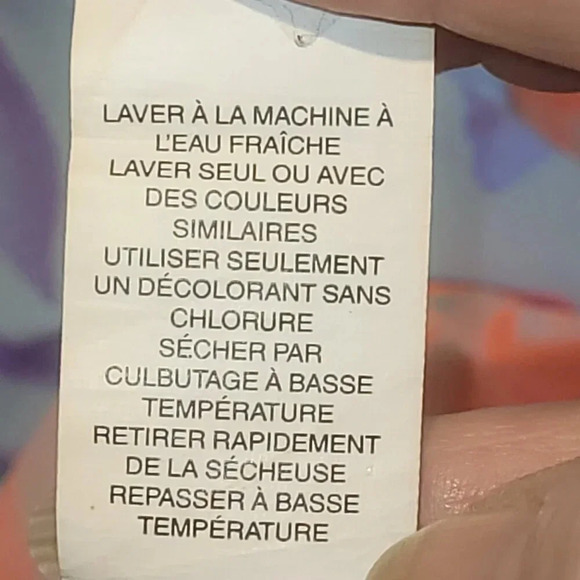 LAVER À LA MACHINE À
L'EAU FRAÎCHE
LAVER SEUL OU AVEC
DES COULEURS
SIMILAIRES
UTILISER SEULEMENT
UN DÉCOLORANT SANS
CHLORURE
SÉCHER PAR
CULBUTAGE À BASSE
TEMPÉRATURE
RETIRER RAPIDEMENT
DE LA SÉCHEUSE
REPASSER À BASSE
TEMPÉRATURE